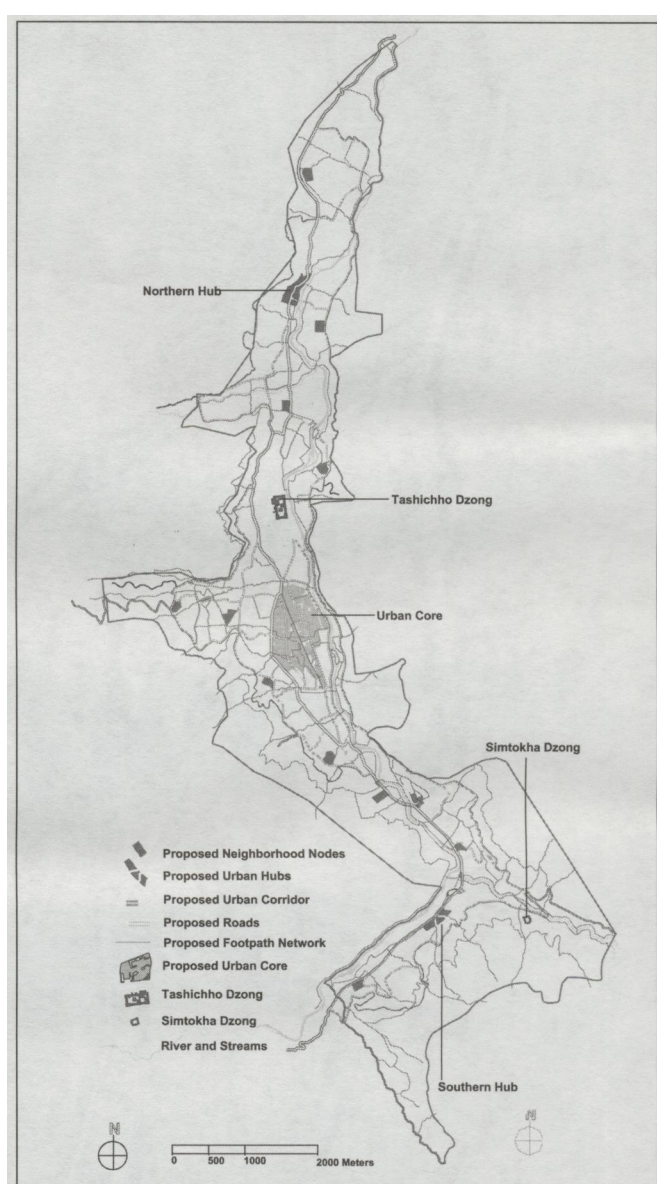 Northern Hub
Tashichho Dzong
Urban Core
Simtokha Dzong
Proposed Neighborhood Nodes
Proposed Urban Hubs
Proposed Urban Corridor
Proposed Roads
Proposed Footpath Network
Proposed Urban Core
Tashichho Dzong
Simtokha Dzong
River and Streams
Southern Hub
N
N
0 500 1000 2000 Meters